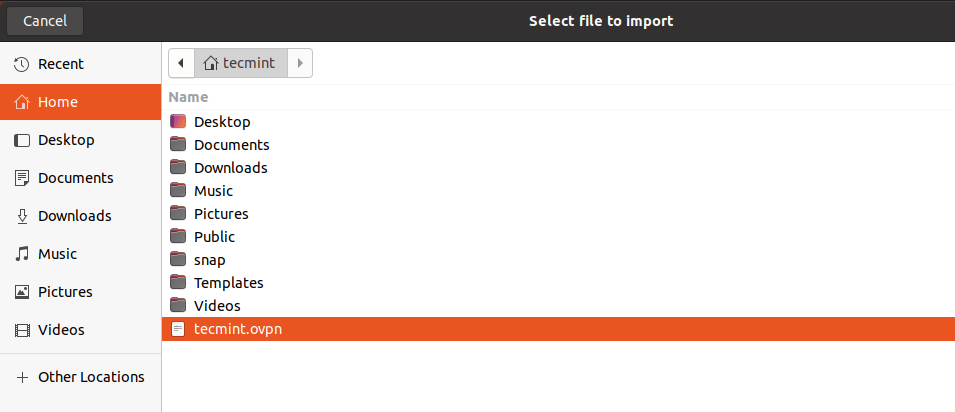 Cancel
Select file to import
Recent
Home
Desktop
Documents
Downloads
Music
Pictures
Videos
Other Locations
tecmint
Name
Desktop
Documents
Downloads
Music
Pictures
Public
snap
Templates
Videos
tecmint.ovpn